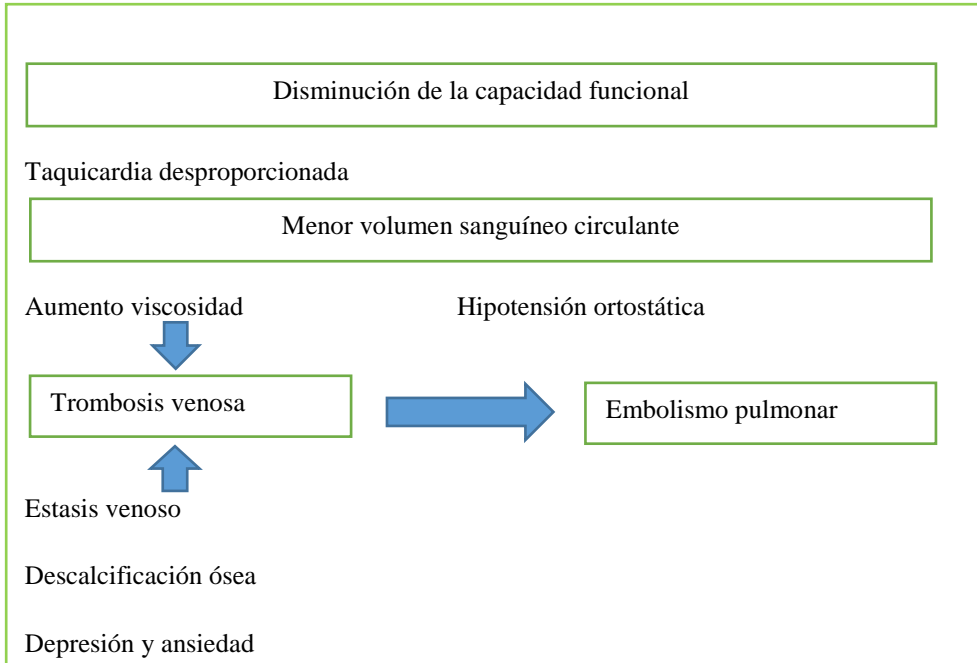 Disminución de la capacidad funcional
Taquicardia desproporcionada
Menor volumen sanguíneo circulante
Aumento viscosidad
Hipotensión ortostática
Trombosis venosa
Embolismo pulmonar
Estasis venoso
Descalcificación ósea
Depresión y ansiedad